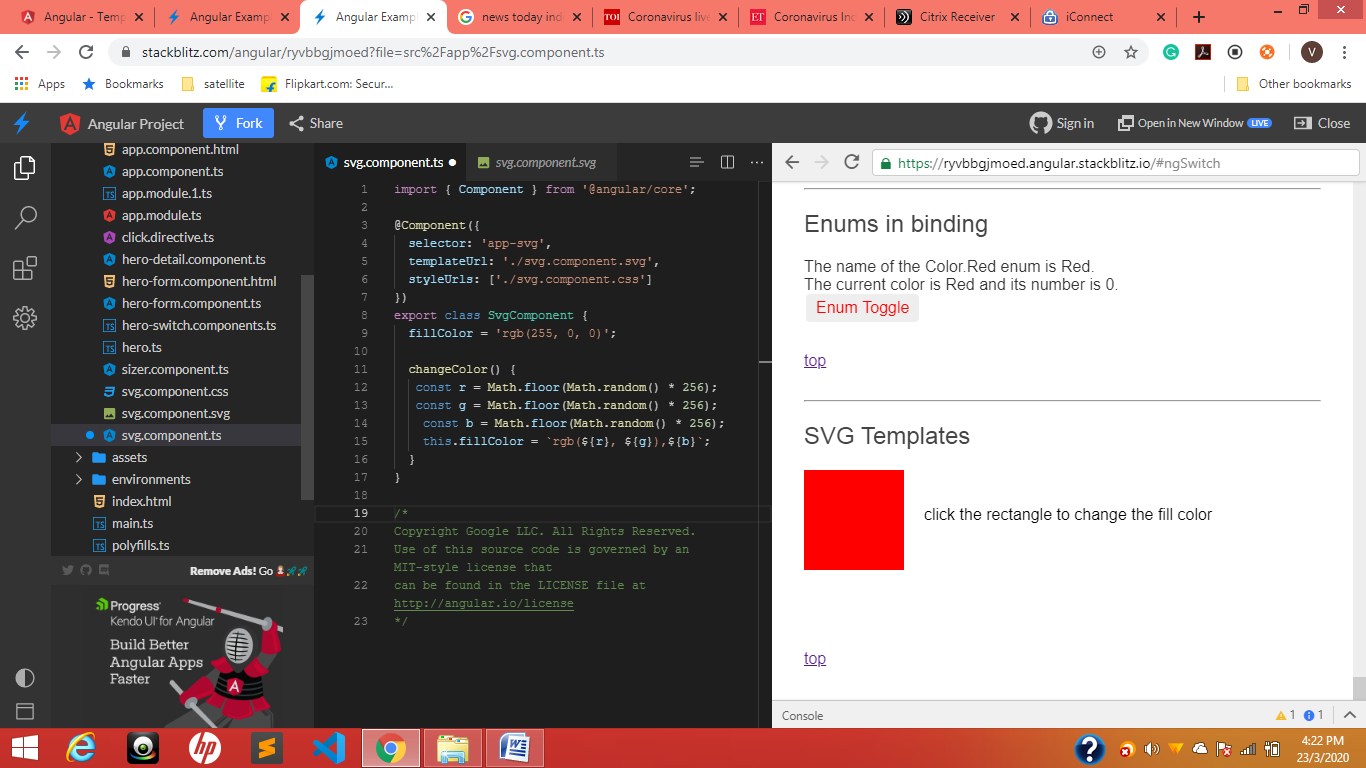 Angular - Temp
Angular Examp
Angular Examp
news today ind
TOI
Coronavirus live
ET
Coronavirus Inc
Citrix Receiver
iConnect
stackblitz.com/angular/ryvbbgjmoed?file=src%2Fapp%2Fsvg.component.ts
V
Apps
Bookmarks
satellite
Flipkart.com: Secur...
Other bookmarks
Angular Project
Fork
Share
Sign in
Open in New Window LIVE
Close
app.component.html
app.component.ts
TS app.module.1.ts
app.module.ts
click.directive.ts
hero-detail.component.ts
hero-form.component.html
hero-form.component.ts
TS hero-switch.components.ts
TS hero.ts
sizer.component.ts
svg.component.css
svg.component.svg
svg.component.ts
assets
environments
index.html
TS main.ts
TS polyfills.ts
Remove Ads! Go
Progress
Kendo UI for Angular
Build Better
Angular Apps
Faster
svg.component.ts
svg.component.svg
1 import { Component } from '@angular/core';
2
3 @Component({
4 selector: 'app-svg',
5 templateUrl: './svg.component.svg',
6 styleUrls: ['./svg.component.css']
7 })
8 export class SvgComponent {
9 fillColor = 'rgb(255, 0, 0)';
10
11 changeColor() {
12 const r = Math.floor(Math.random() * 256);
13 const g = Math.floor(Math.random() * 256);
14 const b = Math.floor(Math.random() * 256);
15 this.fillColor = `rgb(${r}, ${g}),${b}`;
16 }
17 }
18
19 /*
20 Copyright Google LLC. All Rights Reserved.
21 Use of this source code is governed by an
MIT-style license that
22 can be found in the LICENSE file at
http://angular.io/license
23 */
https://ryvbbgjmoed.angular.stackblitz.io/#ngSwitch
Enums in binding
The name of the Color.Red enum is Red.
The current color is Red and its number is 0.
Enum Toggle
top
SVG Templates
click the rectangle to change the fill color
top
Console
1
1
4:22 PM
23/3/2020